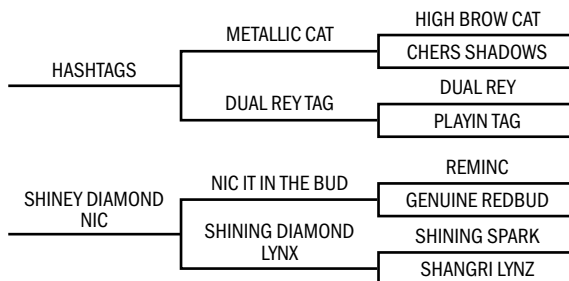 HIGH BROW CAT
METALLIC CAT
CHERS SHADOWS
HASHTAGS
DUAL REY
DUAL REY TAG
PLAYIN TAG
REMINC
NIC IT IN THE BUD
GENUINE REDBUD
SHINEY DIAMOND
NIC
SHINING DIAMOND
LYNX
SHINING SPARK
SHANGRI LYNZ